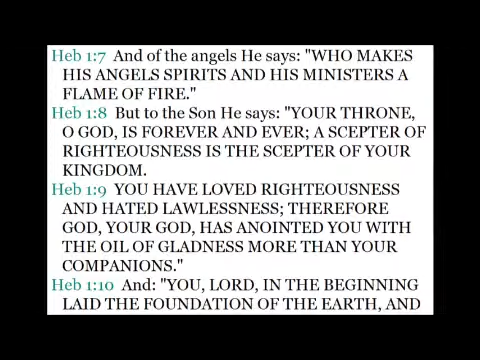 Heb 1:7 And of the angels He says: "WHO MAKES
HIS ANGELS SPIRITS AND HIS MINISTERS A
FLAME OF FIRE."
Heb 1:8 But to the Son He says: "YOUR THRONE,
O GOD, IS FOREVER AND EVER; A SCEPTER OF
RIGHTEOUSNESS IS THE SCEPTER OF YOUR
KINGDOM.
Heb 1:9 YOU HAVE LOVED RIGHTEOUSNESS
AND HATED LAWLESSNESS; THEREFORE
GOD, YOUR GOD, HAS ANOINTED YOU WITH
THE OIL OF GLADNESS MORE THAN YOUR
COMPANIONS."
Heb 1:10 And: "YOU, LORD, IN THE BEGINNING
LAID THE FOUNDATION OF THE EARTH, AND